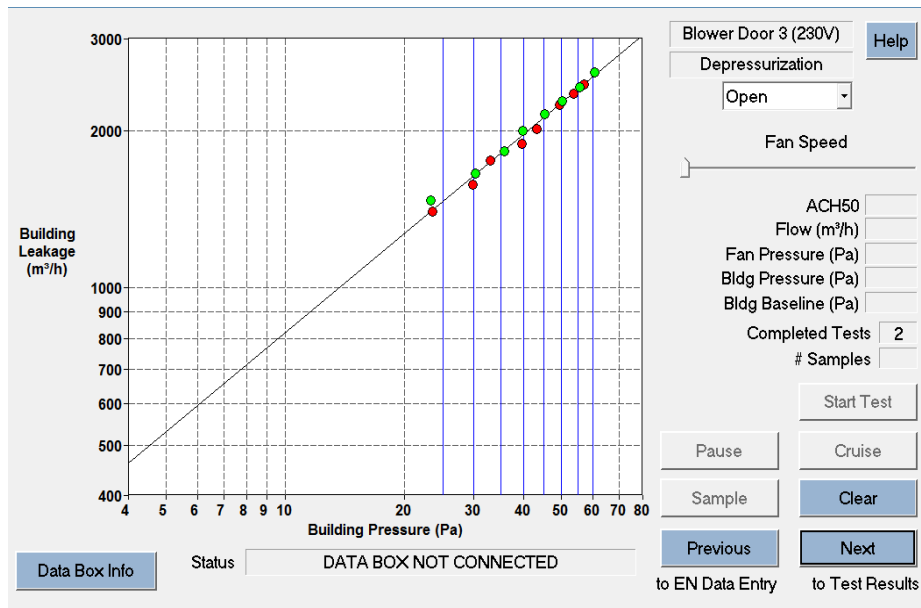 Blower Door 3 (230V)
Help
Depressurization
Open
Fan Speed
ACH50
Flow (m³/h)
Fan Pressure (Pa)
Bldg Pressure (Pa)
Bldg Baseline (Pa)
Completed Tests 2
# Samples
Start Test
Pause
Cruise
Sample
Clear
Previous
Next
to EN Data Entry
to Test Results
3000
2000
1000
900
800
700
600
500
400
Building
Leakage
(m³/h)
4 5 6 7 8 9 10 20 30 40 50 60 70 80
Building Pressure (Pa)
Data Box Info
Status DATA BOX NOT CONNECTED